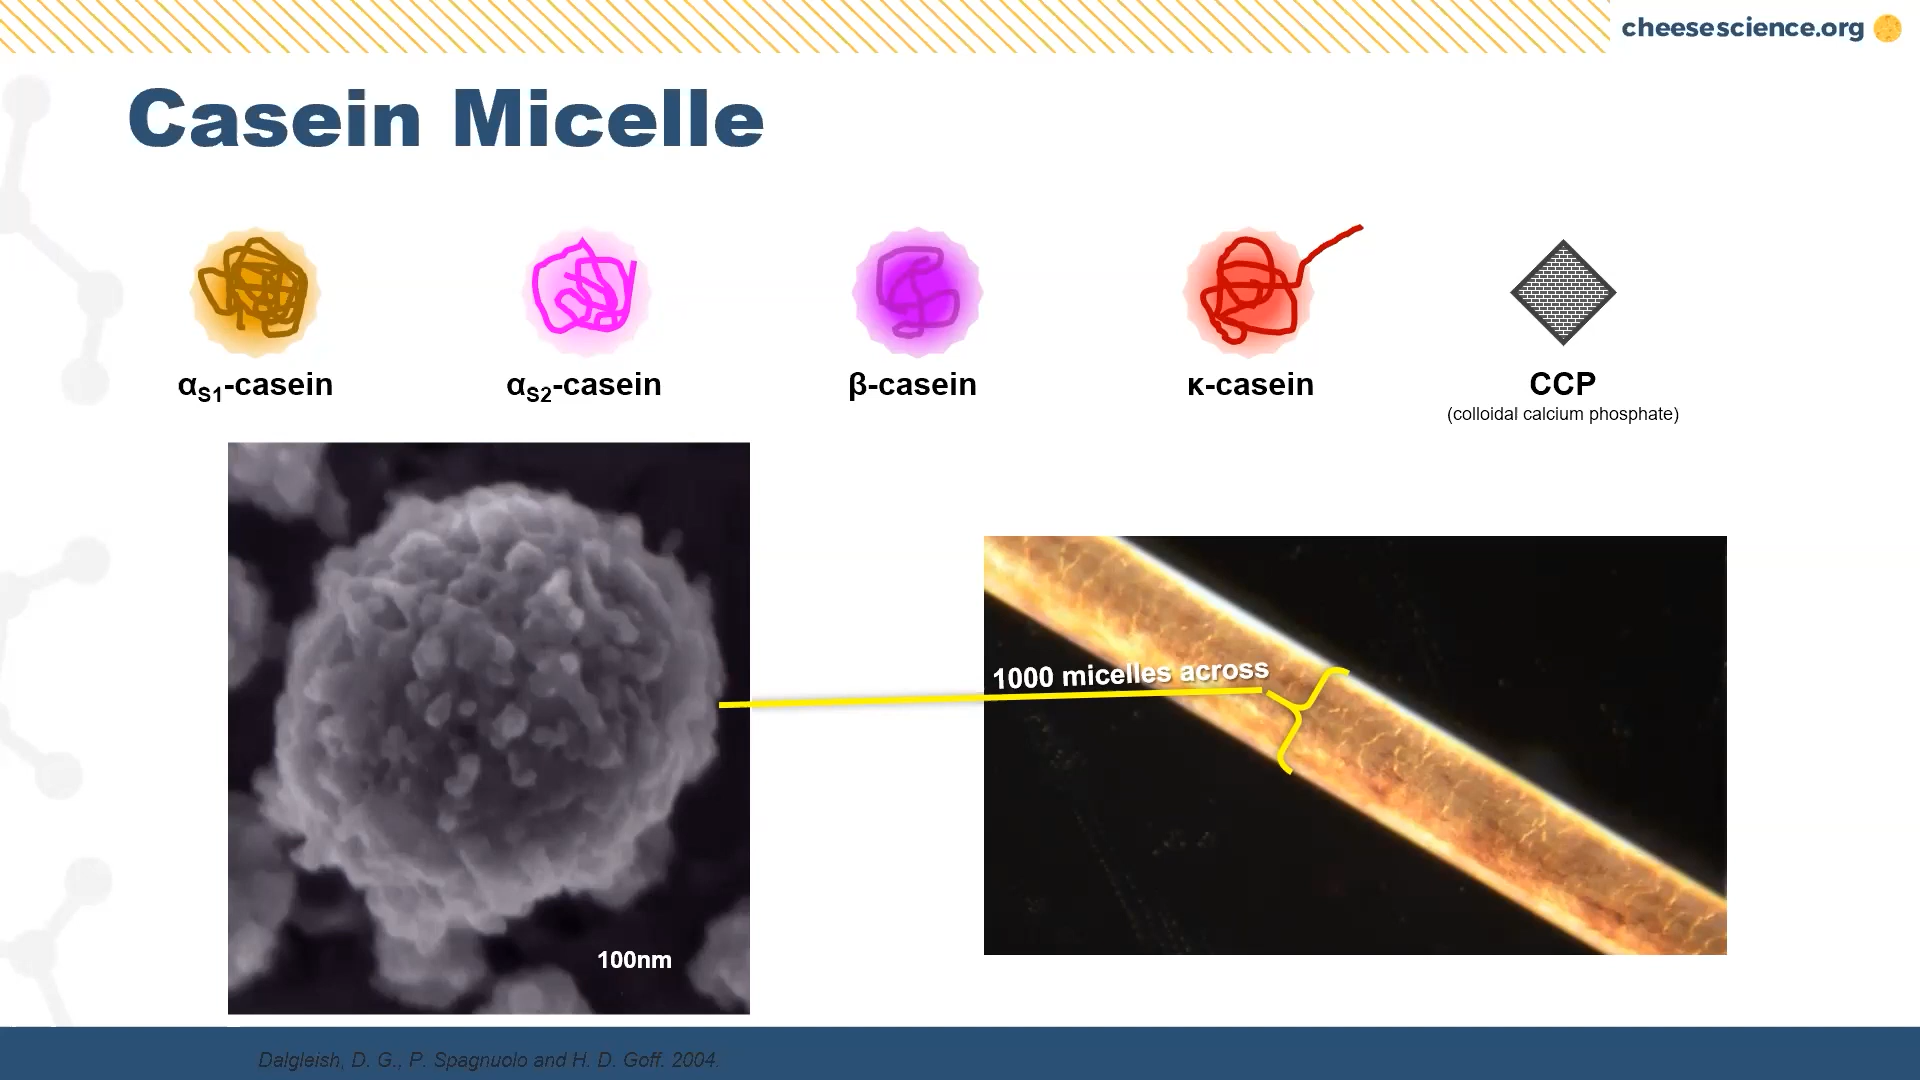 cheesescience.org
Casein Micelle
αS1-casein
αS2-casein
β-casein
κ-casein
CCP
(colloidal calcium phosphate)
1000 micelles across
100nm
Dalgleish, D. G., P. Spagnuolo and H. D. Goff. 2004.